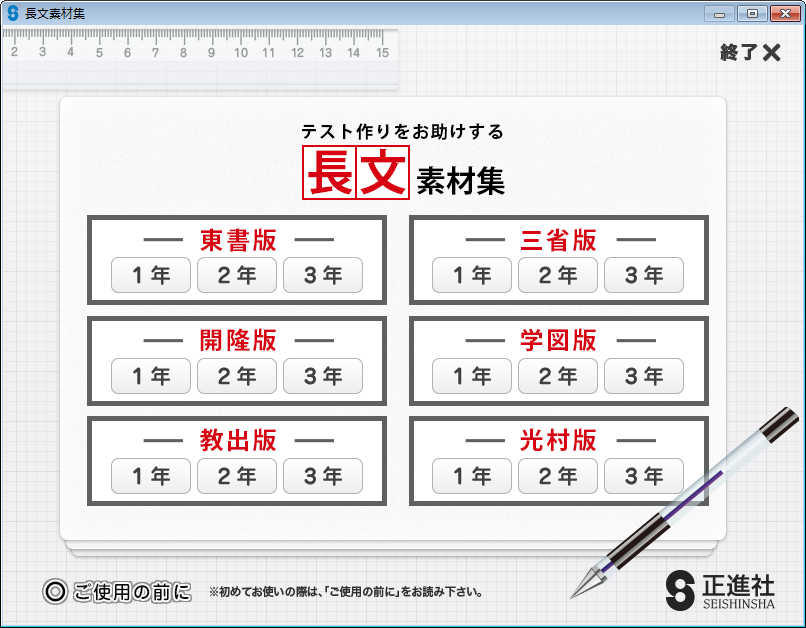 長文素材集
2 3 4 5 6 7 8 9 10 11 12 13 14 15
終了
テスト作りをお助けする
長文素材集
東書版
1年 2年 3年
三省版
1年 2年 3年
開隆版
1年 2年 3年
学図版
1年 2年 3年
教出版
1年 2年 3年
光村版
1年 2年 3年
ご使用の前に
※初めてお使いの際は、「ご使用の前に」をお読み下さい。
正進社
SEISHINSHA